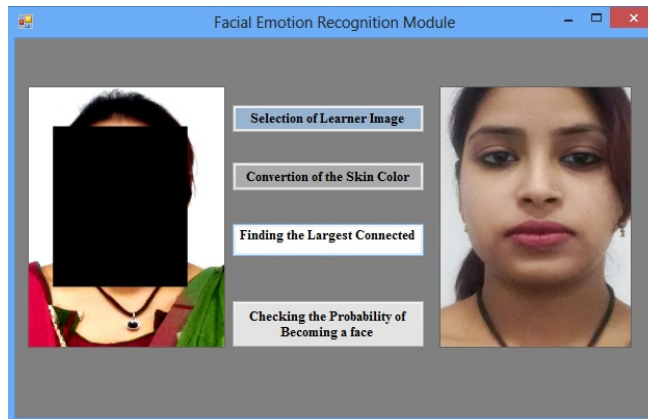 Facial Emotion Recognition Module
Selection of Learner Image
Convertion of the Skin Color
Finding the Largest Connected
Checking the Probability of
Becoming a face